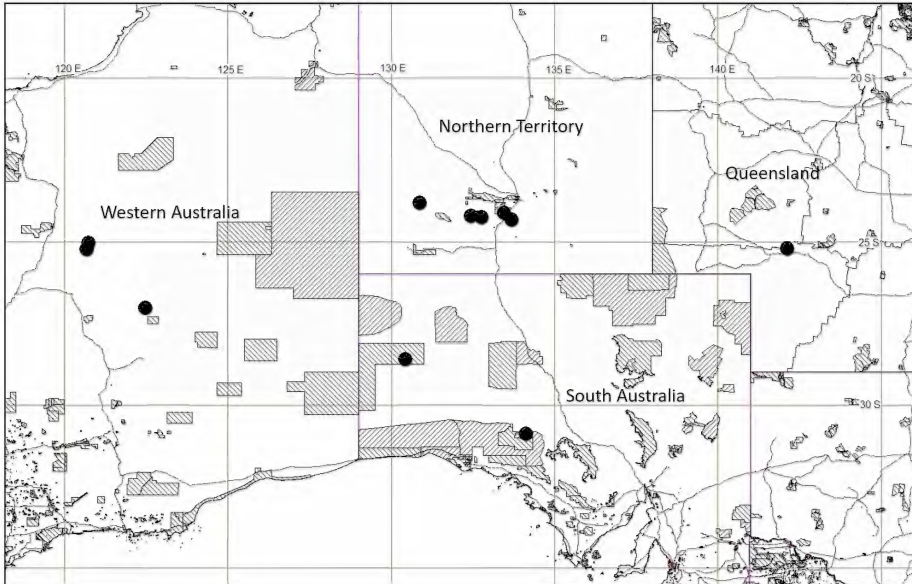 120 E
125 E
130 E
135 E
140 E
20 S
Northern Territory
Queensland
Western Australia
25 S
South Australia
30 S